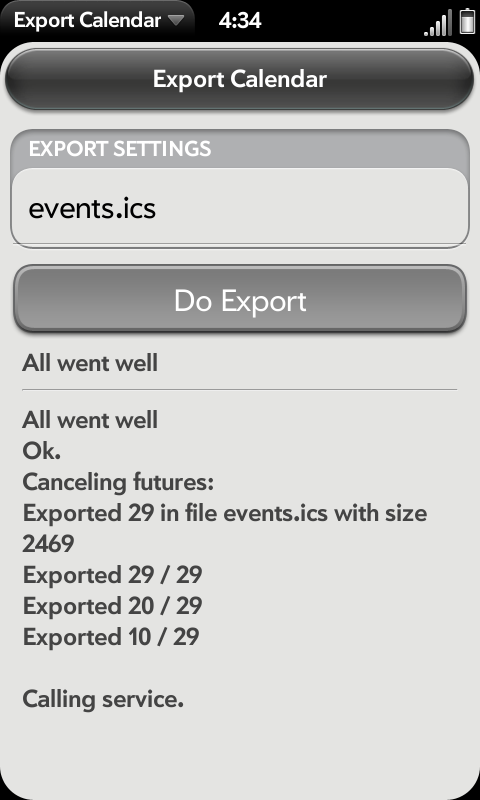 Export Calendar 4:34
Export Calendar
EXPORT SETTINGS
events.ics
Do Export
All went well
All went well
Ok.
Canceling futures:
Exported 29 in file events.ics with size
2469
Exported 29 / 29
Exported 20 / 29
Exported 10 / 29
Calling service.